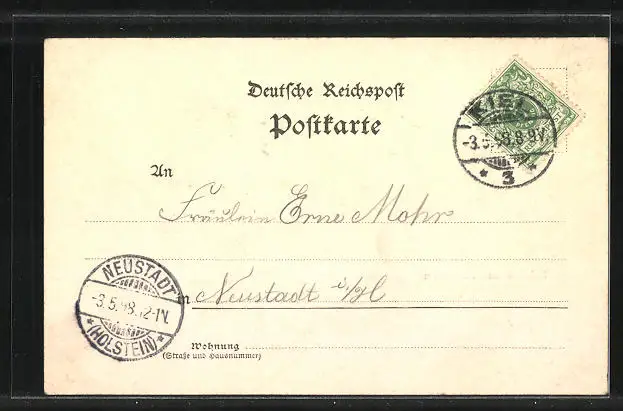 Deutsche Reichspost
Postkarte
KIEL
-3.5.98.8-9V.
* 3 *
An
Fräulein Erne Mohr
in Neustadt i/H
NEUSTADT
-3.5.98.12-1N.
* (HOLSTEIN) *
Wohnung
(Straße und Hausnummer)